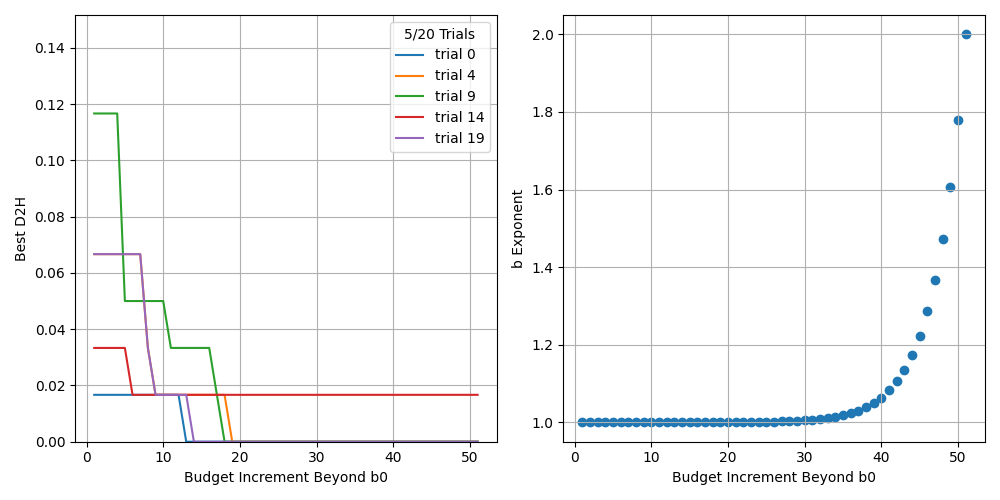 Best D2H
0.14
0.12
0.10
0.08
0.06
0.04
0.02
0.00
0 10 20 30 40 50
Budget Increment Beyond b0
5/20 Trials
trial 0
trial 4
trial 9
trial 14
trial 19
b Exponent
2.0
1.8
1.6
1.4
1.2
1.0
0 10 20 30 40 50
Budget Increment Beyond b0